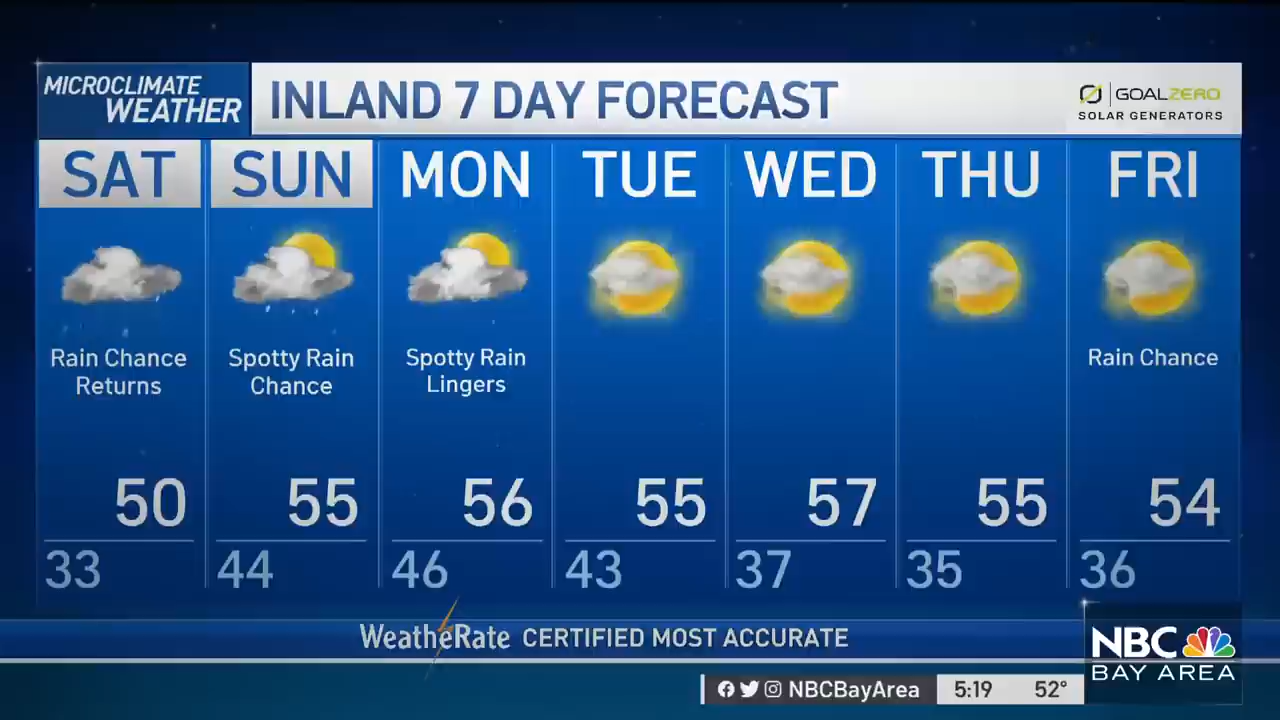 MICROCLIMATE
WEATHER
INLAND 7 DAY FORECAST
GOALZERO
SOLAR GENERATORS
SAT SUN MON TUE WED THU FRI
Rain Chance
Returns
Spotty Rain
Chance
Spotty Rain
Lingers
Rain Chance
50 55 56 55 57 55 54
33 44 46 43 37 35 36
WeatheRate CERTIFIED MOST ACCURATE
NBC
BAY AREA
NBCBayArea 5:19 52°